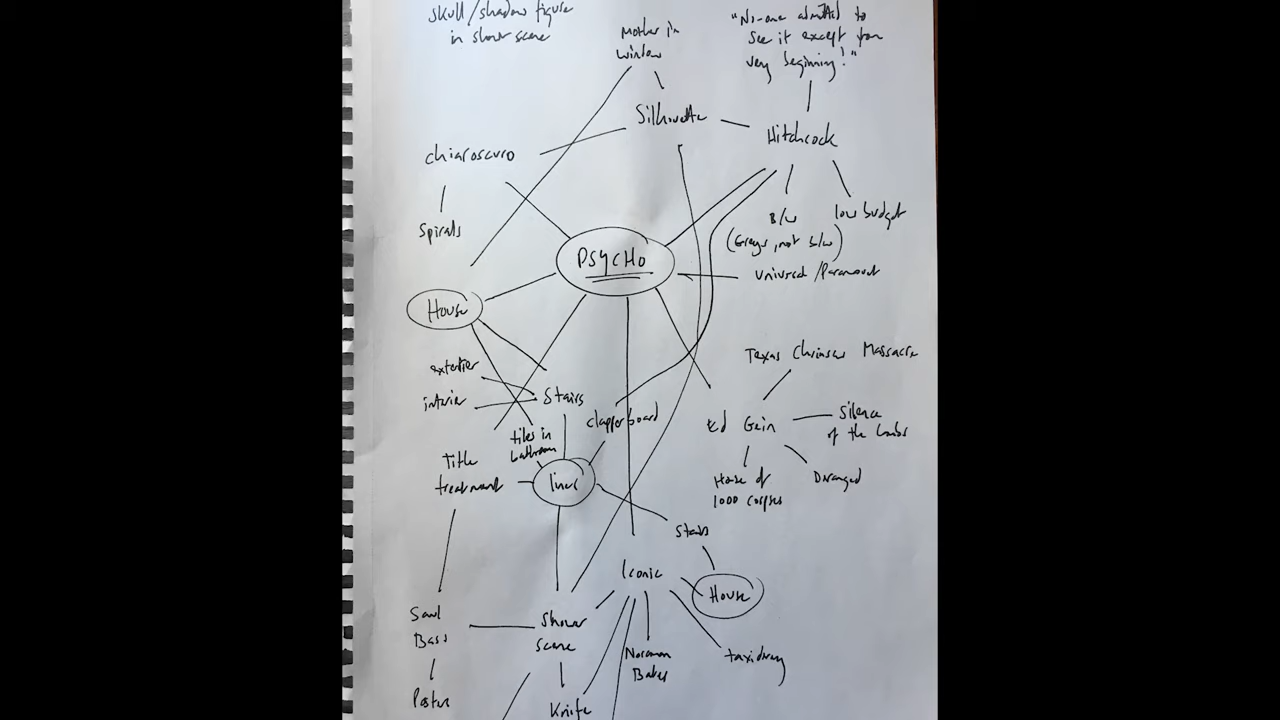 skull/shadow figure
in shower scene
Mother in
window
"No-one admitted to
see it except from
very beginning!"
Silhouette
Hitchcock
chiaroscuro
spirals
B/w
(Greys, not b/w)
low budget
PSYCHO
Universal/Paramount
House
Texas Chainsaw Massacre
exterior
interior
Stairs
clapperboard
Ed Gein
Silence
of the Lambs
tiles in
bathroom
Title
treatment
lines
House of
1000 corpses
Deranged
Stairs
Iconic
House
Saul
Bass
Shower
scene
Norman
Bates
taxidermy
Poster
Knife